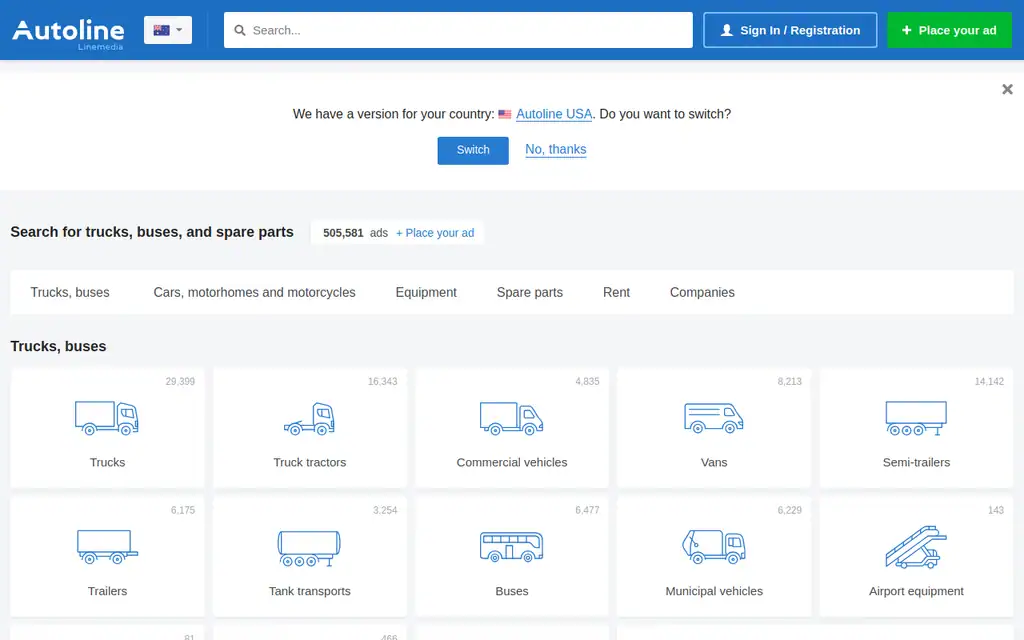 Autoline
Linemedia
Search...
Sign In / Registration
+ Place your ad
We have a version for your country: Autoline USA. Do you want to switch?
Switch
No, thanks
Search for trucks, buses, and spare parts
505,581 ads + Place your ad
Trucks, buses
Cars, motorhomes and motorcycles
Equipment
Spare parts
Rent
Companies
Trucks, buses
29,399
Trucks
16,343
Truck tractors
4,835
Commercial vehicles
8,213
Vans
14,142
Semi-trailers
6,175
Trailers
3,254
Tank transports
6,477
Buses
6,229
Municipal vehicles
143
Airport equipment
81
466